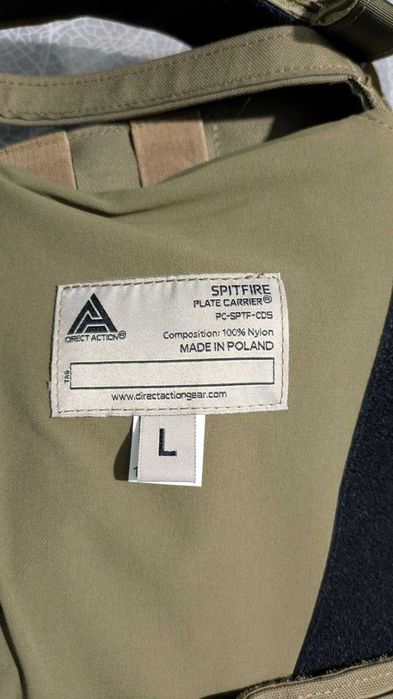 SPITFIRE
PLATE CARRIER®
PC-SPTF-CD5
DIRECT ACTION®
Composition: 100% Nylon
MADE IN POLAND
TAG
www.directactiongear.com
L